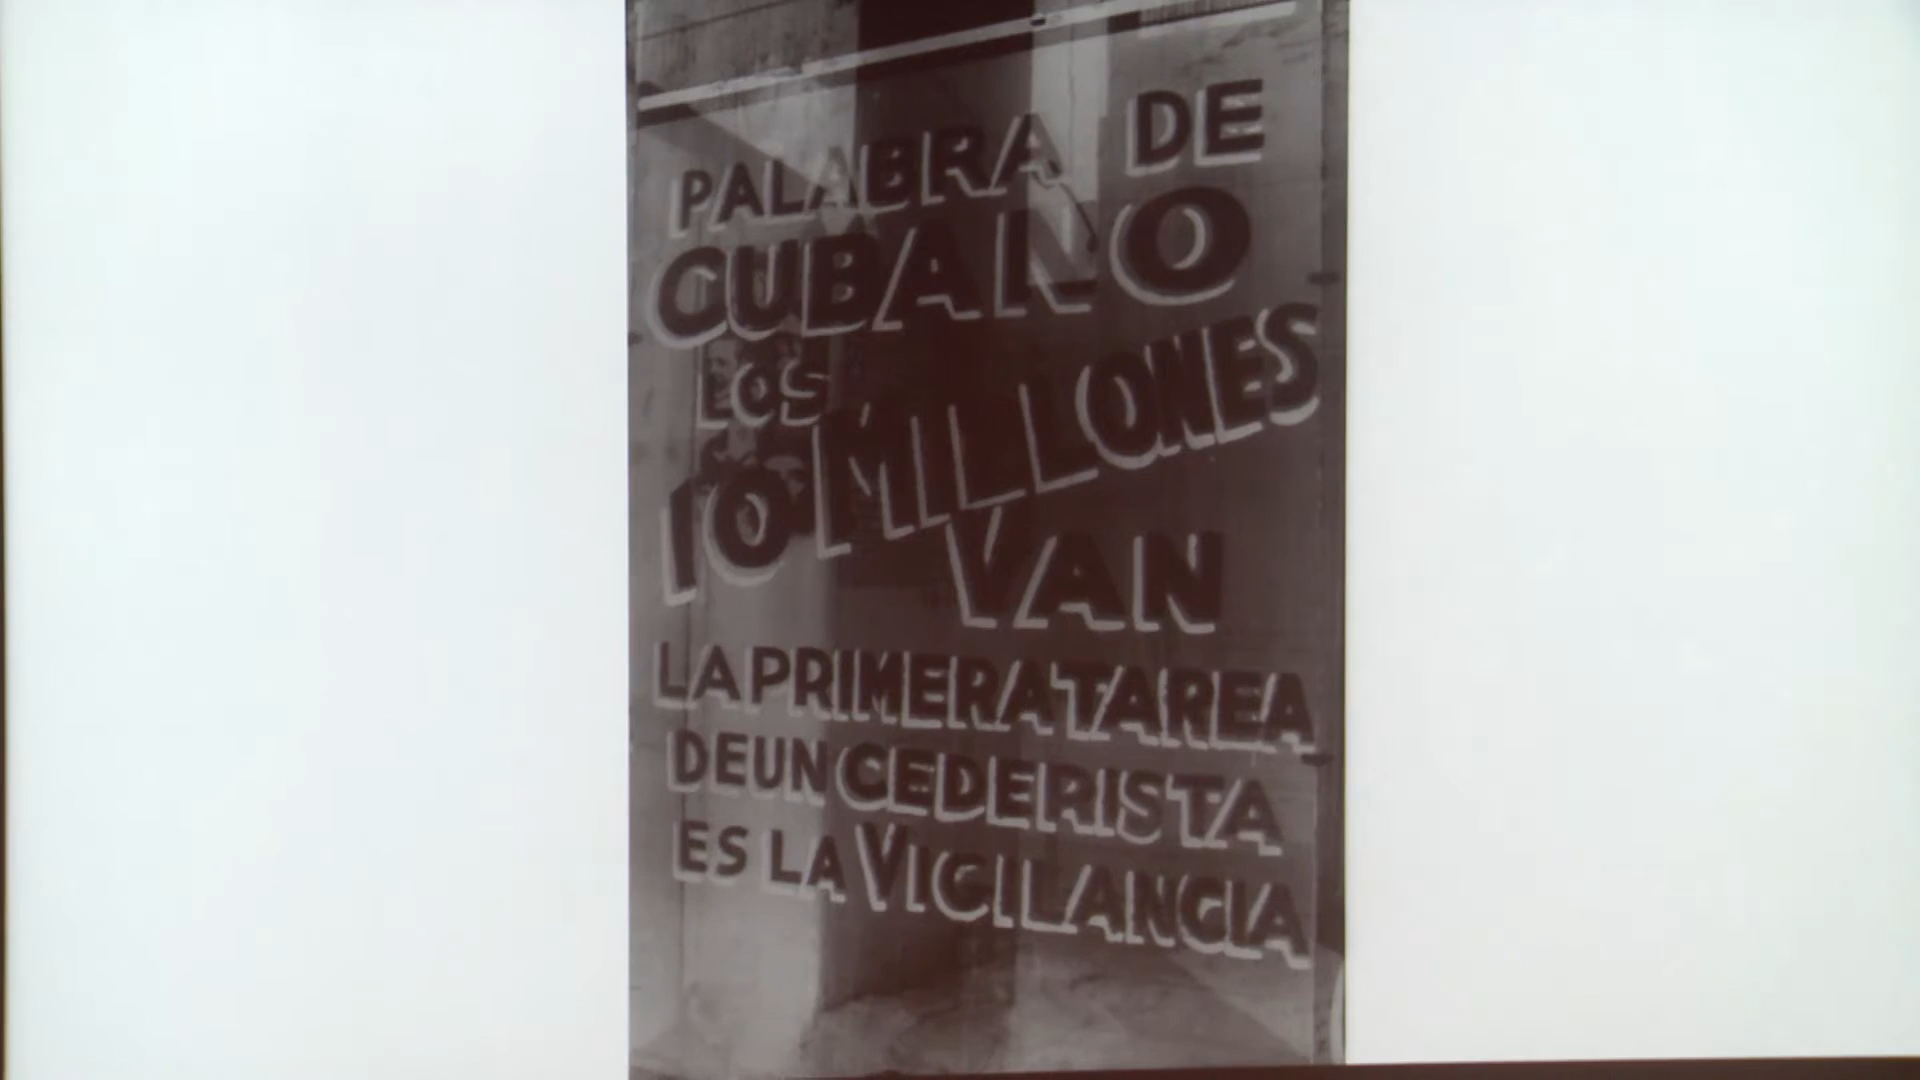 PALABRA DE
CUBANO
LOS
10 MILLONES
VAN
LA PRIMERA TAREA
DE UN CEDERISTA
ES LA VIGILANCIA